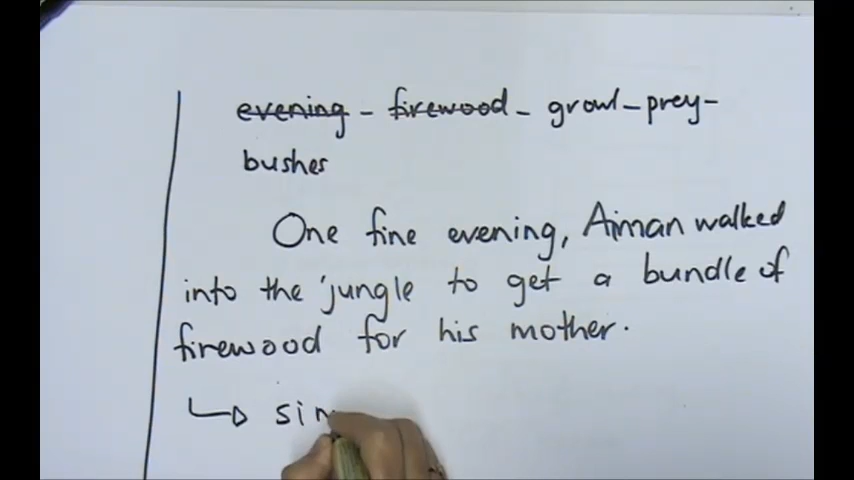 evening - firewood - growl - prey -
bushes
One fine evening, Aiman walked
into the jungle to get a bundle of
firewood for his mother.
↳ sim